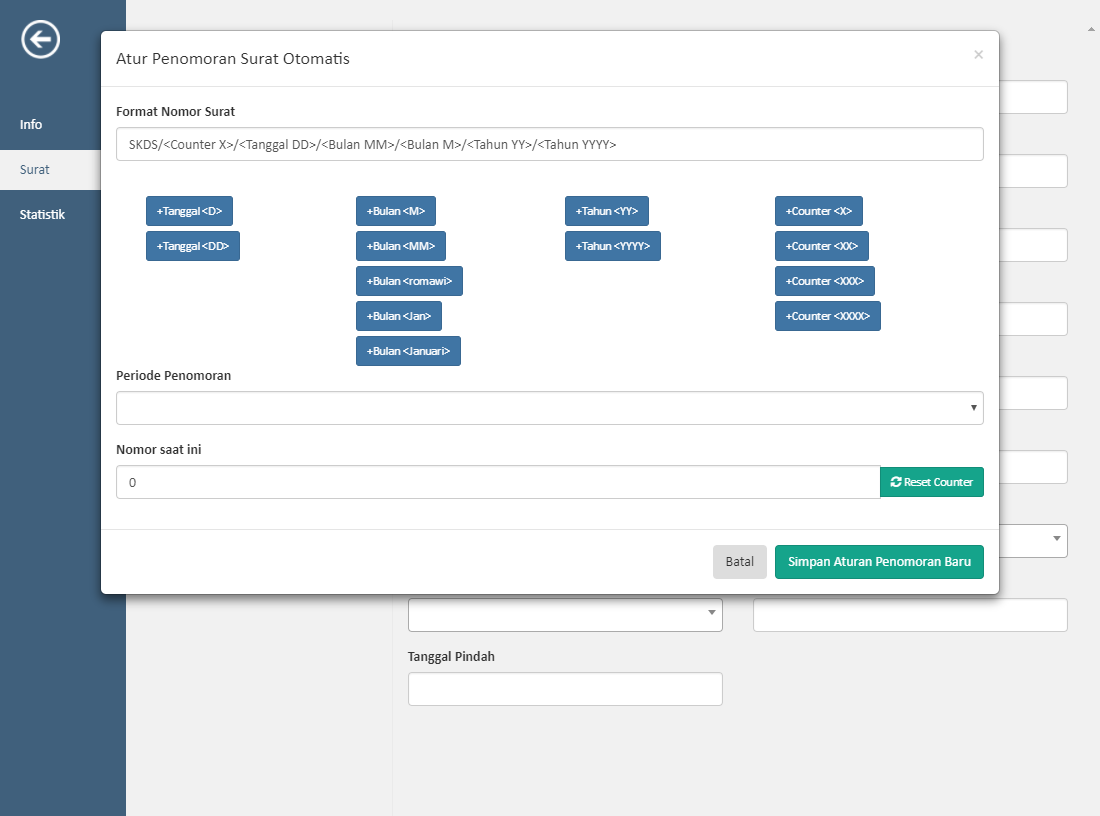 Atur Penomoran Surat Otomatis
×
Info
Surat
Statistik
Format Nomor Surat
SKDS/<Counter X>/<Tanggal DD>/<Bulan MM>/<Bulan M>/<Tahun YY>/<Tahun YYYY>
+Tanggal <D> +Bulan <M> +Tahun <YY> +Counter <X>
+Tanggal <DD> +Bulan <MM> +Tahun <YYYY> +Counter <XX>
+Bulan <romawi> +Counter <XXX>
+Bulan <Jan> +Counter <XXXX>
+Bulan <Januari>
Periode Penomoran
Nomor saat ini
0 Reset Counter
Batal Simpan Aturan Penomoran Baru
Tanggal Pindah